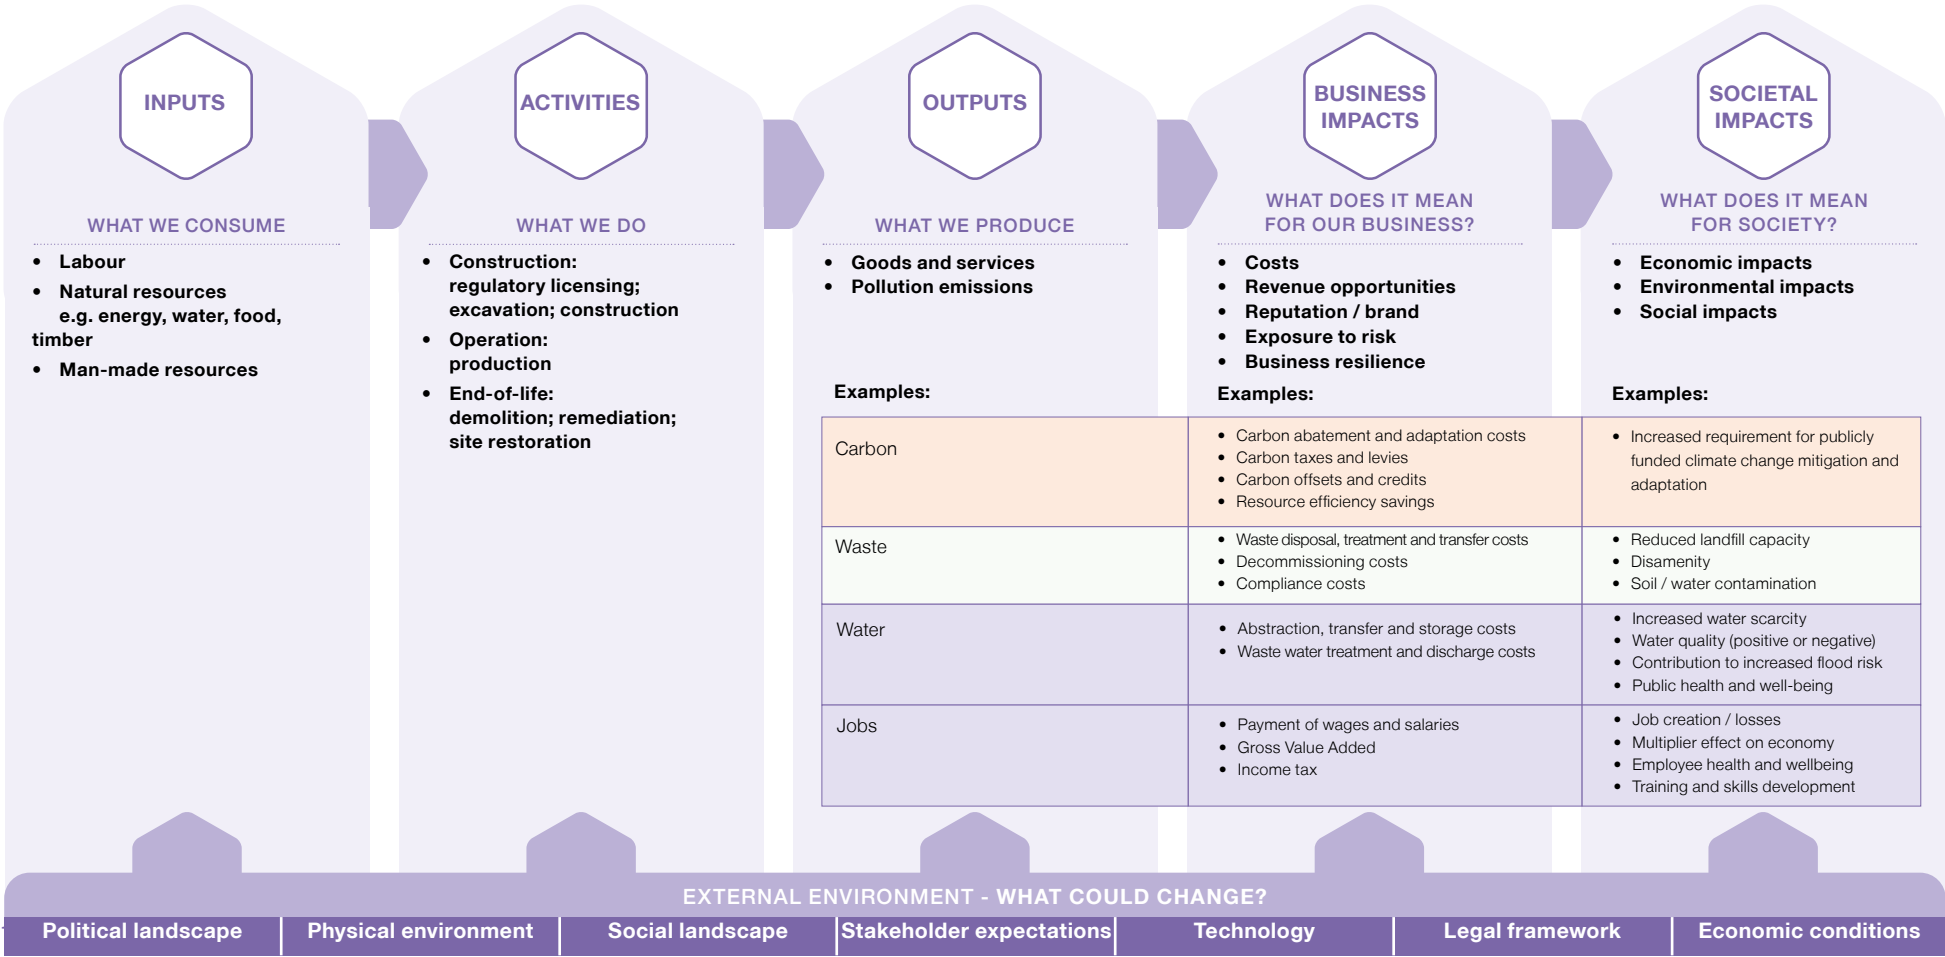 INPUTS
WHAT WE CONSUME
• Labour
• Natural resources
e.g. energy, water, food,
timber
• Man-made resources
ACTIVITIES
WHAT WE DO
• Construction:
regulatory licensing;
excavation; construction
• Operation:
production
• End-of-life:
demolition; remediation;
site restoration
OUTPUTS
WHAT WE PRODUCE
• Goods and services
• Pollution emissions
BUSINESS
IMPACTS
WHAT DOES IT MEAN
FOR OUR BUSINESS?
• Costs
• Revenue opportunities
• Reputation / brand
• Exposure to risk
• Business resilience
SOCIETAL
IMPACTS
WHAT DOES IT MEAN
FOR SOCIETY?
• Economic impacts
• Environmental impacts
• Social impacts
Examples:
Examples:
Examples:
Carbon
• Carbon abatement and adaptation costs
• Carbon taxes and levies
• Carbon offsets and credits
• Resource efficiency savings
• Increased requirement for publicly
funded climate change mitigation and
adaptation
Waste
• Waste disposal, treatment and transfer costs
• Decommissioning costs
• Compliance costs
• Reduced landfill capacity
• Disamenity
• Soil / water contamination
Water
• Abstraction, transfer and storage costs
• Waste water treatment and discharge costs
• Increased water scarcity
• Water quality (positive or negative)
• Contribution to increased flood risk
• Public health and well-being
Jobs
• Payment of wages and salaries
• Gross Value Added
• Income tax
• Job creation / losses
• Multiplier effect on economy
• Employee health and wellbeing
• Training and skills development
EXTERNAL ENVIRONMENT - WHAT COULD CHANGE?
Political landscape
Physical environment
Social landscape
Stakeholder expectations
Technology
Legal framework
Economic conditions